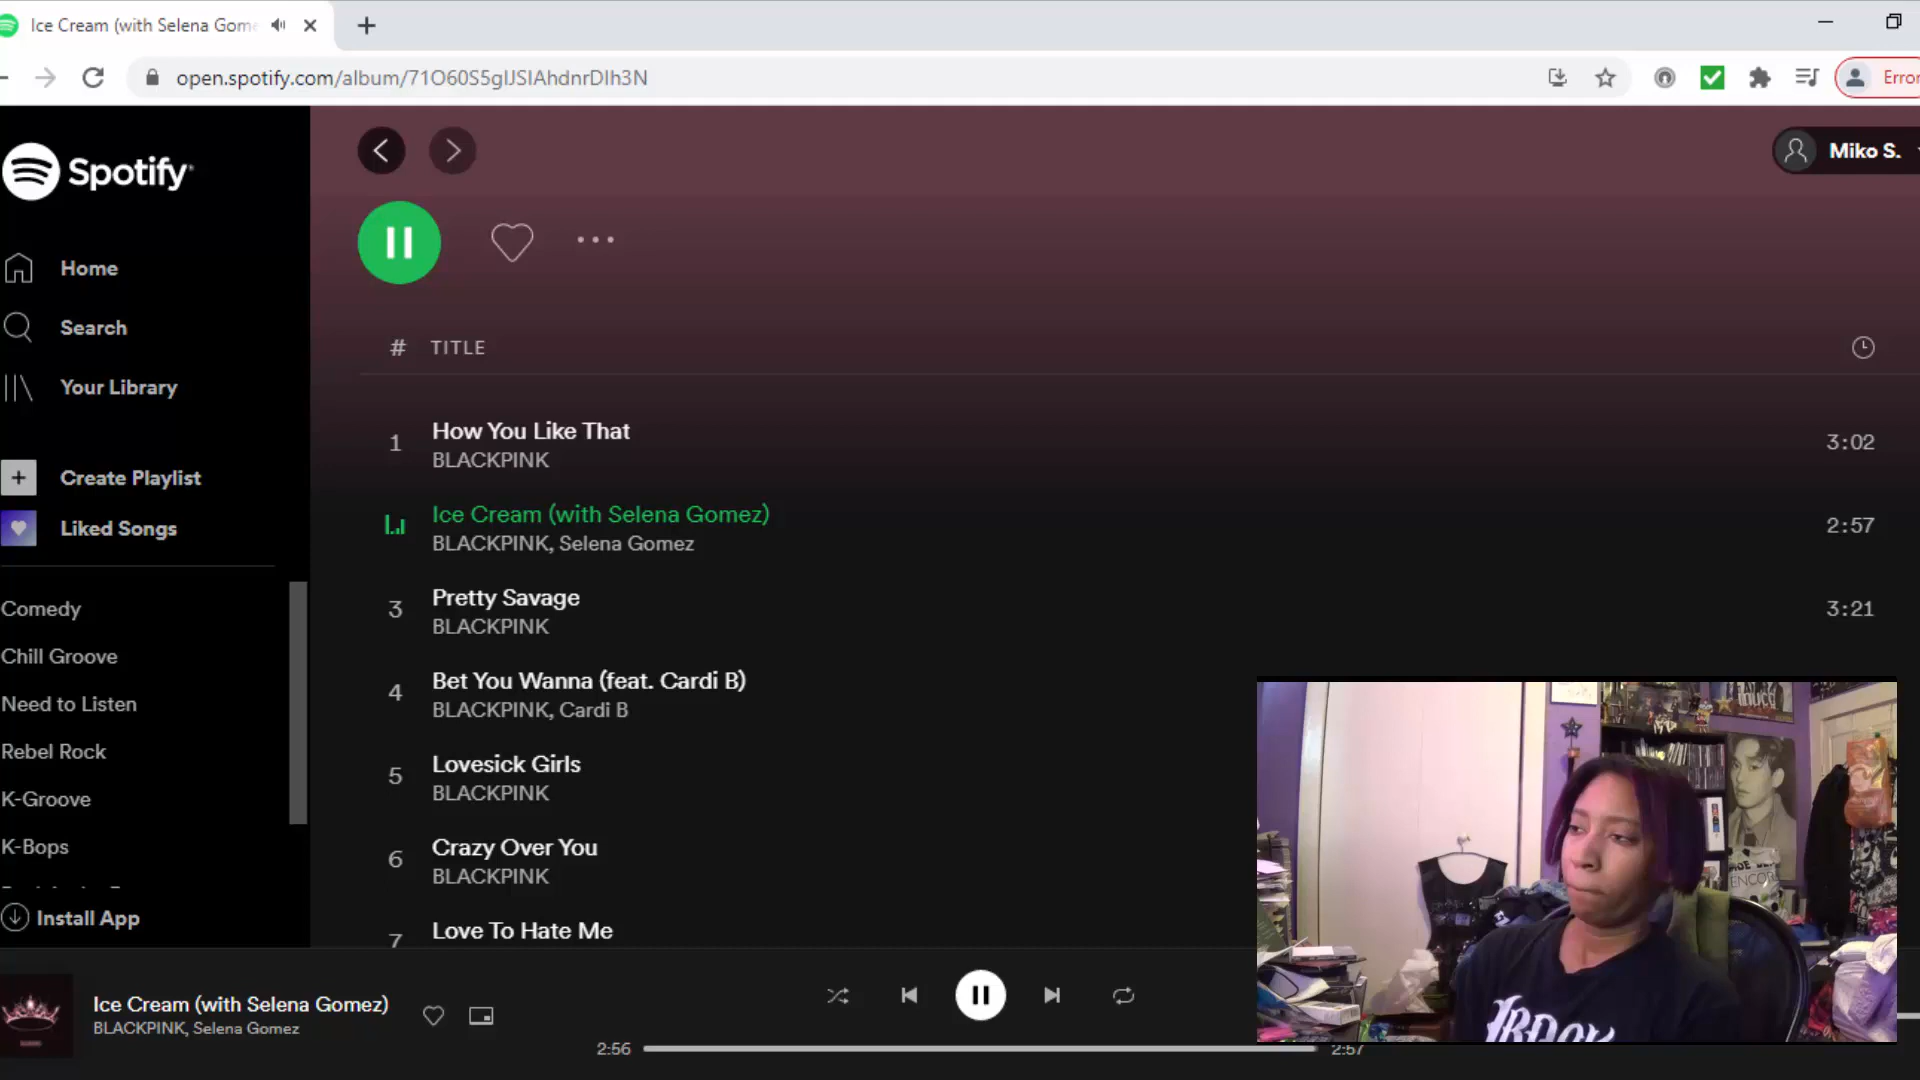 Ice Cream (with Selena Gome
open.spotify.com/album/71O60S5gIJSIAhdnrDIh3N
Error
Spotify
Miko S.
Home
Search
Your Library
Create Playlist
Liked Songs
Comedy
Chill Groove
Need to Listen
Rebel Rock
K-Groove
K-Bops
Install App
# TITLE
1 How You Like That 3:02
BLACKPINK
Ice Cream (with Selena Gomez) 2:57
BLACKPINK, Selena Gomez
3 Pretty Savage 3:21
BLACKPINK
4 Bet You Wanna (feat. Cardi B)
BLACKPINK, Cardi B
5 Lovesick Girls
BLACKPINK
6 Crazy Over You
BLACKPINK
7 Love To Hate Me
ENCORE
Ice Cream (with Selena Gomez)
BLACKPINK, Selena Gomez
2:56 2:57